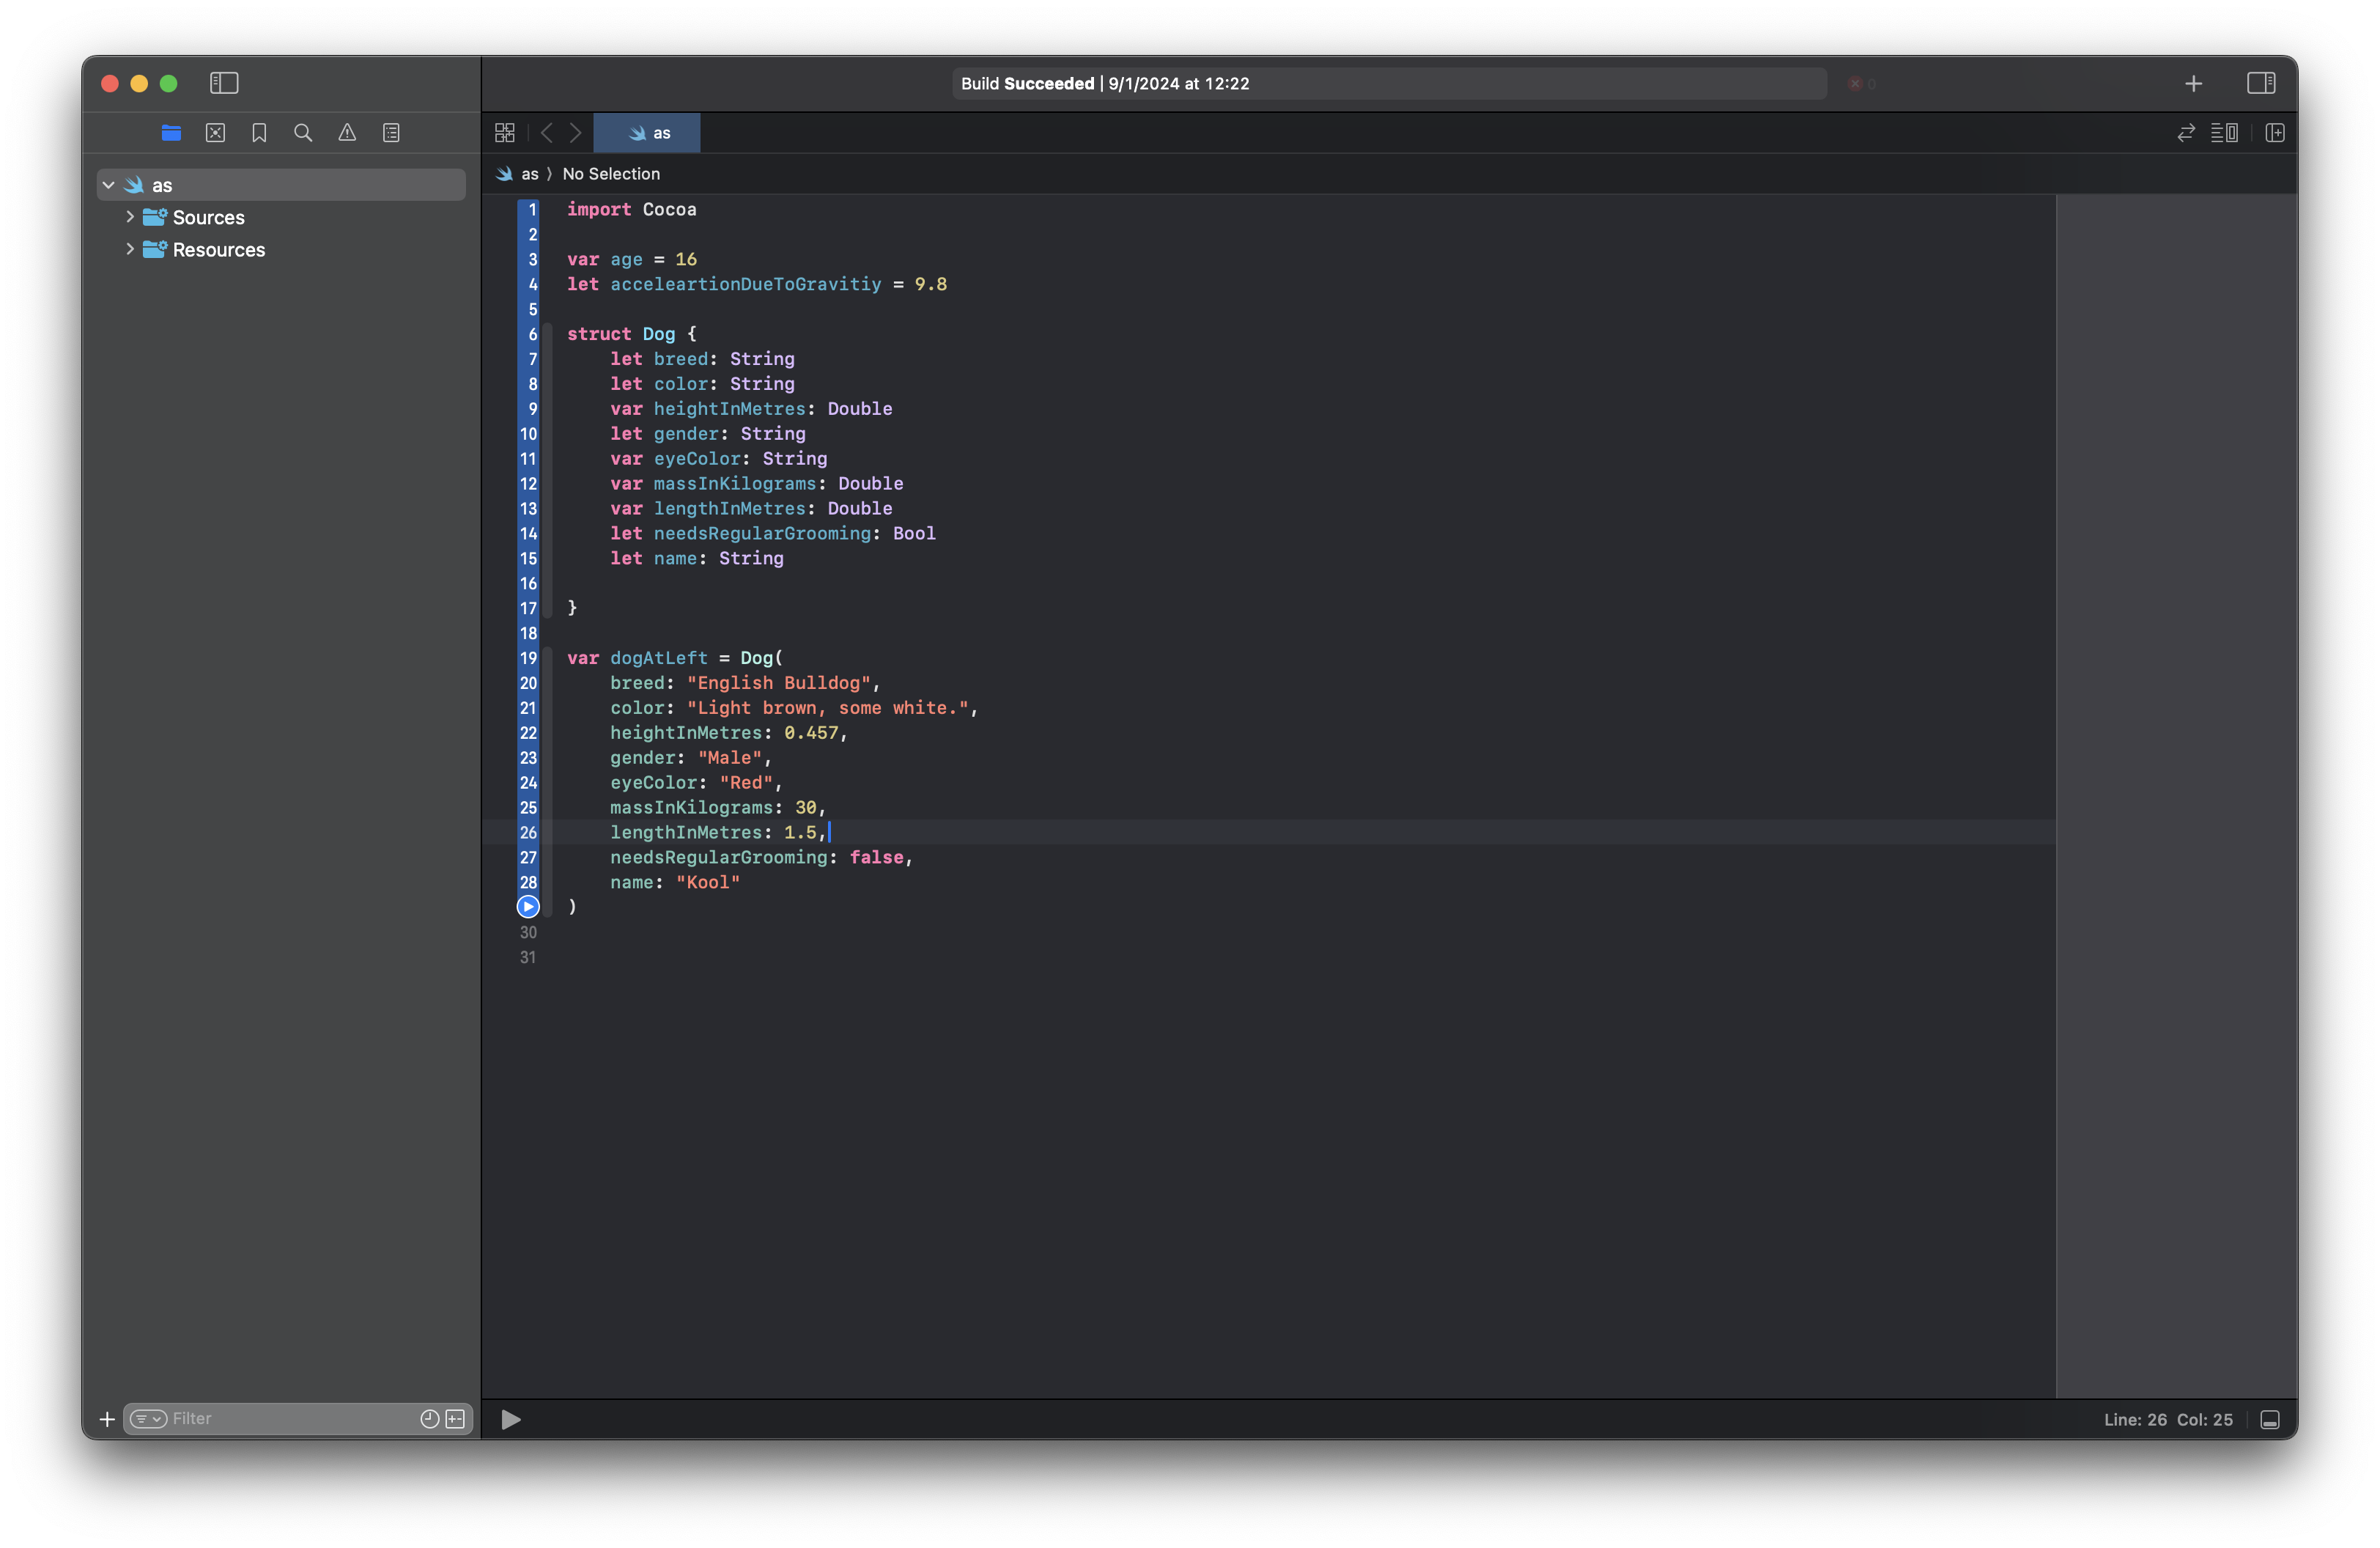 Build Succeeded | 9/1/2024 at 12:22
0
as
as
Sources
Resources
as 〉 No Selection
1 import Cocoa
2
3 var age = 16
4 let acceleartionDueToGravitiy = 9.8
5
6 struct Dog {
7     let breed: String
8     let color: String
9     var heightInMetres: Double
10     let gender: String
11     var eyeColor: String
12     var massInKilograms: Double
13     var lengthInMetres: Double
14     let needsRegularGrooming: Bool
15     let name: String
16
17 }
18
19 var dogAtLeft = Dog(
20     breed: "English Bulldog",
21     color: "Light brown, some white.",
22     heightInMetres: 0.457,
23     gender: "Male",
24     eyeColor: "Red",
25     massInKilograms: 30,
26     lengthInMetres: 1.5,
27     needsRegularGrooming: false,
28     name: "Kool"
)
30
31
Filter
Line: 26 Col: 25